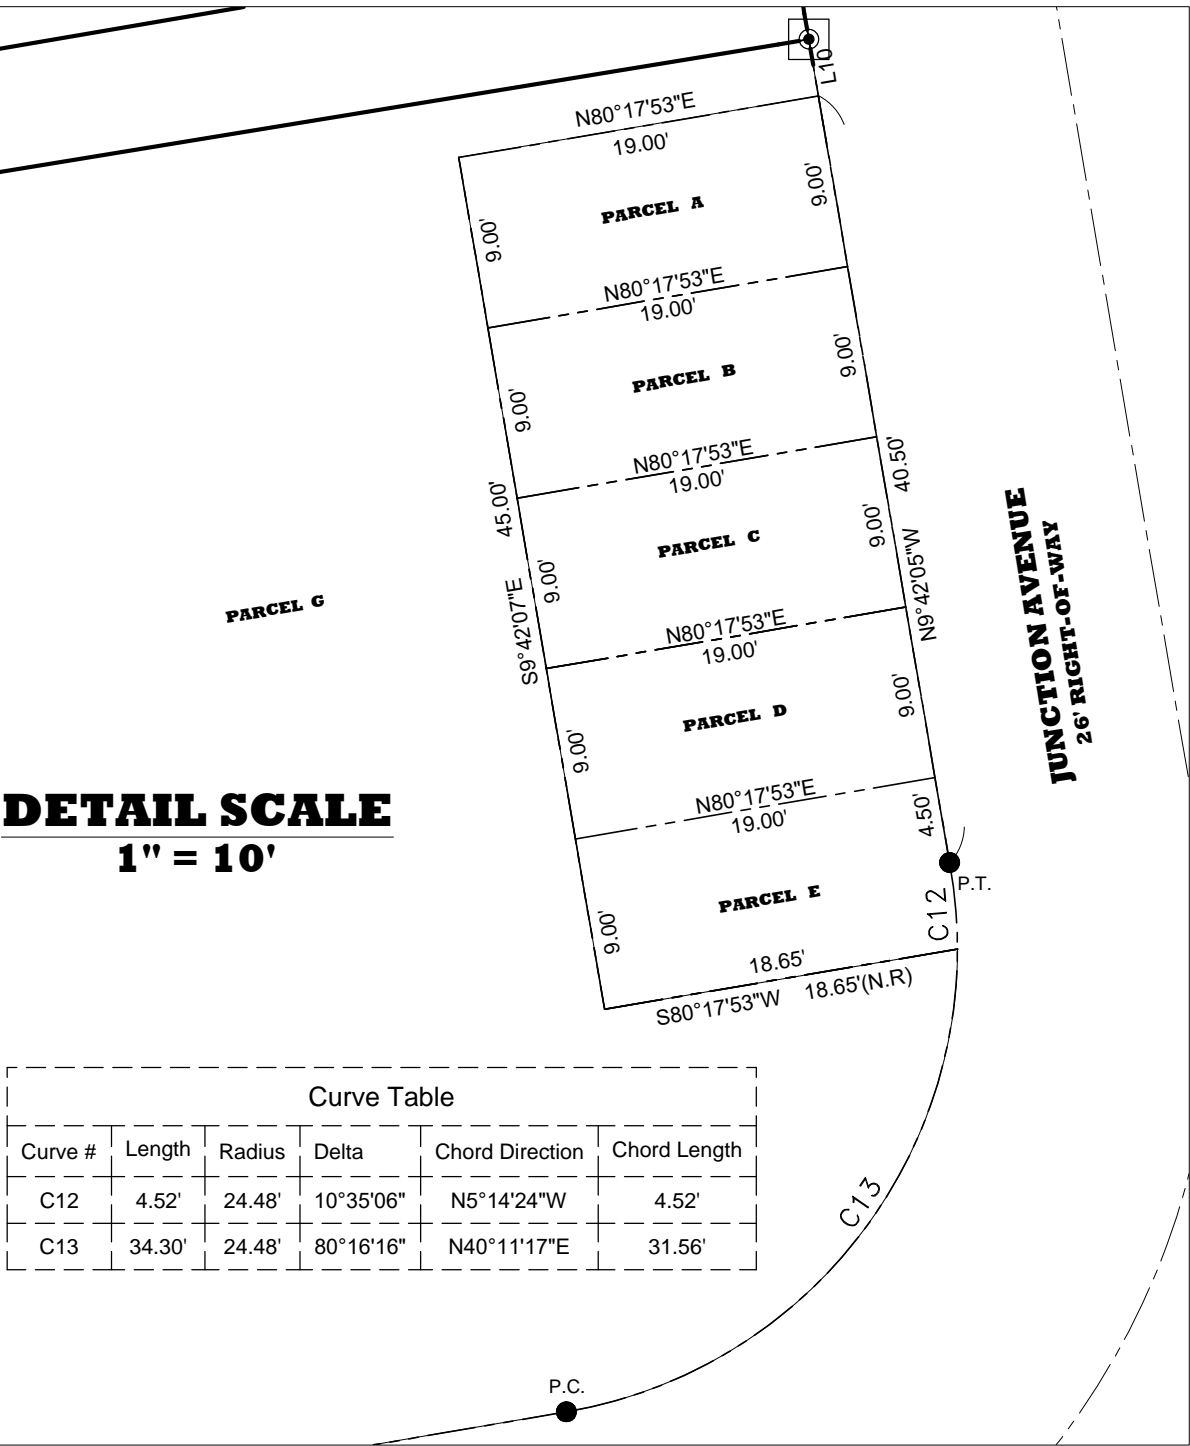 L10
N80°17'53"E
19.00'
PARCEL A
9.00'
9.00'
N80°17'53"E
19.00'
PARCEL B
9.00'
9.00'
N80°17'53"E
19.00'
40.50'
45.00'
PARCEL C
9.00'
9.00'
N9°42'05"W
S9°42'07"E
PARCEL G
N80°17'53"E
19.00'
JUNCTION AVENUE
26' RIGHT-OF-WAY
PARCEL D
9.00'
9.00'
N80°17'53"E
19.00'
4.50'
DETAIL SCALE
1" = 10'
P.T.
PARCEL E
C12
9.00'
18.65'
S80°17'53"W 18.65'(N.R)
Curve Table
Curve # Length Radius Delta Chord Direction Chord Length
C12 4.52' 24.48' 10°35'06" N5°14'24"W 4.52'
C13 34.30' 24.48' 80°16'16" N40°11'17"E 31.56'
C13
P.C.